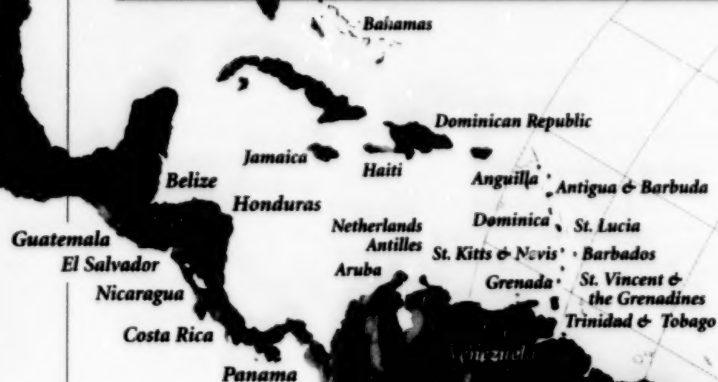 Bahamas
Dominican Republic
Jamaica
Haiti
Anguilla
Antigua & Barbuda
Belize
Honduras
Dominica
St. Lucia
Netherlands
Antilles
Guatemala
El Salvador
St. Kitts & Nevis
Barbados
Aruba
Nicaragua
Grenada
St. Vincent &
the Grenadines
Trinidad & Tobago
Costa Rica
Venezuela
Panama